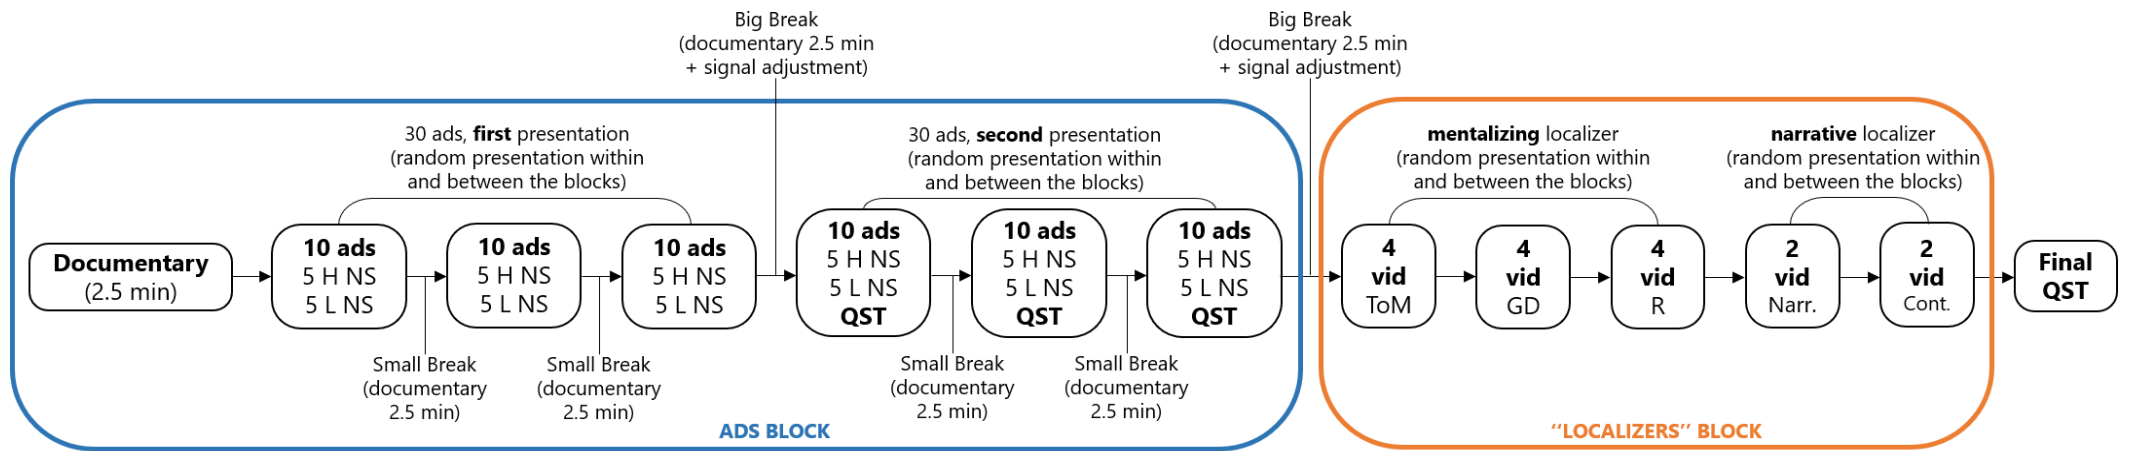 Big Break
(documentary 2.5 min
+ signal adjustment)
Big Break
(documentary 2.5 min
+ signal adjustment)
30 ads, first presentation
(random presentation within
and between the blocks)
30 ads, second presentation
(random presentation within
and between the blocks)
mentalizing localizer
(random presentation within
and between the blocks)
narrative localizer
(random presentation within
and between the blocks)
Documentary
(2.5 min)
10 ads
5 H NS
5 L NS
10 ads
5 H NS
5 L NS
10 ads
5 H NS
5 L NS
10 ads
5 H NS
5 L NS
QST
10 ads
5 H NS
5 L NS
QST
10 ads
5 H NS
5 L NS
QST
4
vid
ToM
4
vid
GD
4
vid
R
2
vid
Narr.
2
vid
Cont.
Final
QST
Small Break
(documentary
2.5 min)
Small Break
(documentary
2.5 min)
Small Break
(documentary
2.5 min)
Small Break
(documentary
2.5 min)
ADS BLOCK
“LOCALIZERS” BLOCK